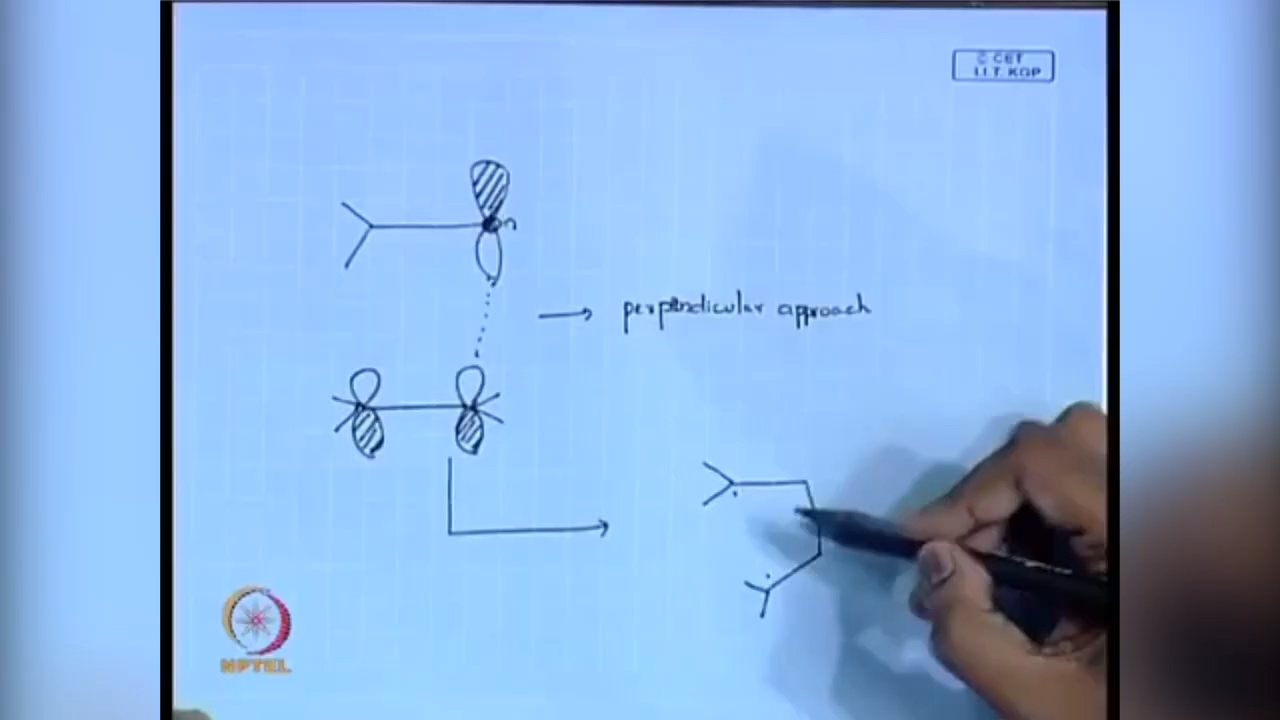 © CET
I.I.T. KGP
n
→ perpendicular approach
NPTEL